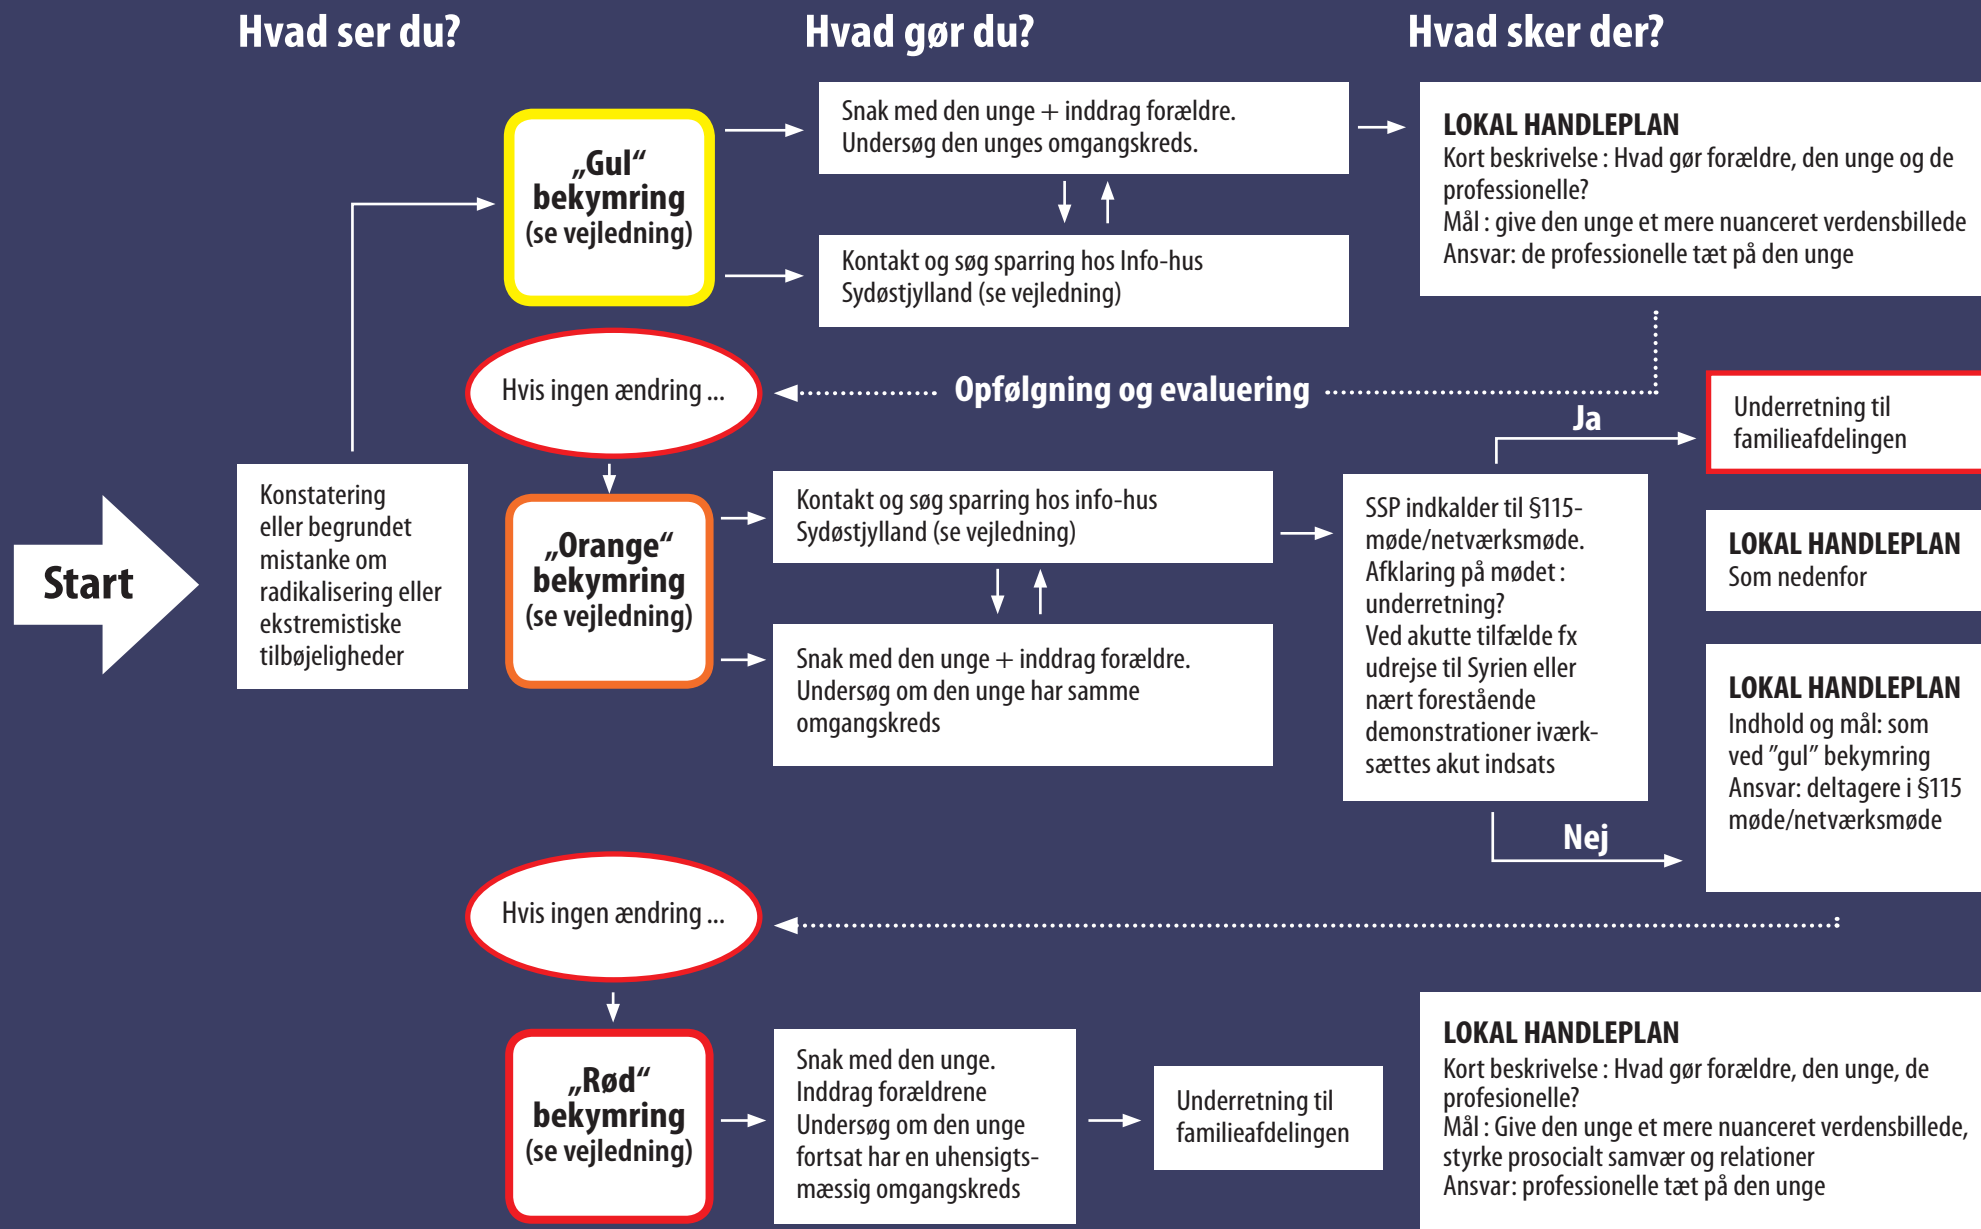 Hvad ser du?
Hvad gør du?
Hvad sker der?
Start
Konstatering
eller begrundet
mistanke om
radikalisering eller
ekstremistiske
tilbøjeligheder
„Gul“
bekymring
(se vejledning)
Snak med den unge + inddrag forældre.
Undersøg den unges omgangskreds.
Kontakt og søg sparring hos Info-hus
Sydøstjylland (se vejledning)
LOKAL HANDLEPLAN
Kort beskrivelse : Hvad gør forældre, den unge og de
professionelle?
Mål : give den unge et mere nuanceret verdensbillede
Ansvar: de professionelle tæt på den unge
Opfølgning og evaluering
Hvis ingen ændring ...
„Orange“
bekymring
(se vejledning)
Kontakt og søg sparring hos info-hus
Sydøstjylland (se vejledning)
Snak med den unge + inddrag forældre.
Undersøg om den unge har samme
omgangskreds
SSP indkalder til §115-
møde/netværksmøde.
Afklaring på mødet :
underretning?
Ved akutte tilfælde fx
udrejse til Syrien eller
nært forestående
demonstrationer iværk-
sættes akut indsats
Ja
Underretning til
familieafdelingen
LOKAL HANDLEPLAN
Som nedenfor
Nej
LOKAL HANDLEPLAN
Indhold og mål: som
ved ”gul” bekymring
Ansvar: deltagere i §115
møde/netværksmøde
Hvis ingen ændring ...
„Rød“
bekymring
(se vejledning)
Snak med den unge.
Inddrag forældrene
Undersøg om den unge
fortsat har en uhensigts-
mæssig omgangskreds
Underretning til
familieafdelingen
LOKAL HANDLEPLAN
Kort beskrivelse : Hvad gør forældre, den unge, de
profesionelle?
Mål : Give den unge et mere nuanceret verdensbillede,
styrke prosocialt samvær og relationer
Ansvar: professionelle tæt på den unge